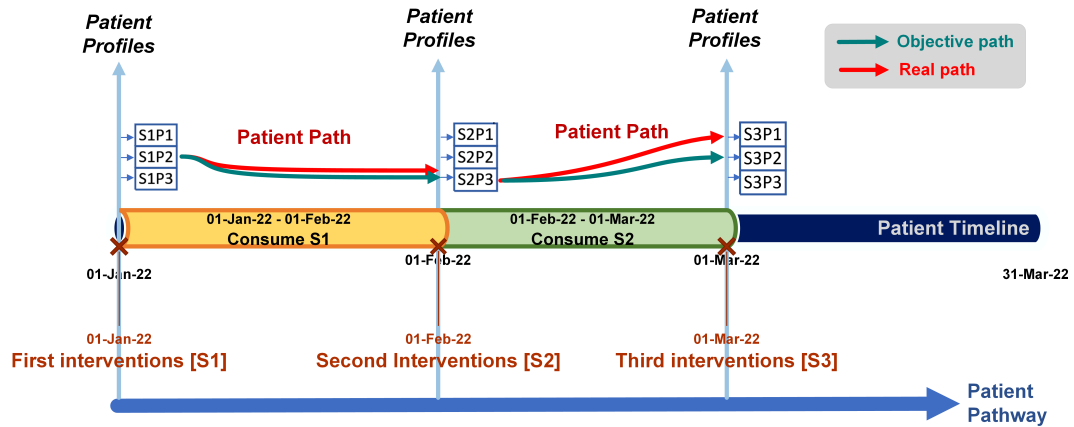 Patient
Profiles
Patient
Profiles
Patient
Profiles
Objective path
Real path
S1P1
S1P2
S1P3
Patient Path
S2P1
S2P2
S2P3
Patient Path
S3P1
S3P2
S3P3
01-Jan-22 - 01-Feb-22
Consume S1
01-Feb-22 - 01-Mar-22
Consume S2
Patient Timeline
01-Jan-22
01-Feb-22
01-Mar-22
31-Mar-22
01-Jan-22
First interventions [S1]
01-Feb-22
Second Interventions [S2]
01-Mar-22
Third interventions [S3]
Patient
Pathway